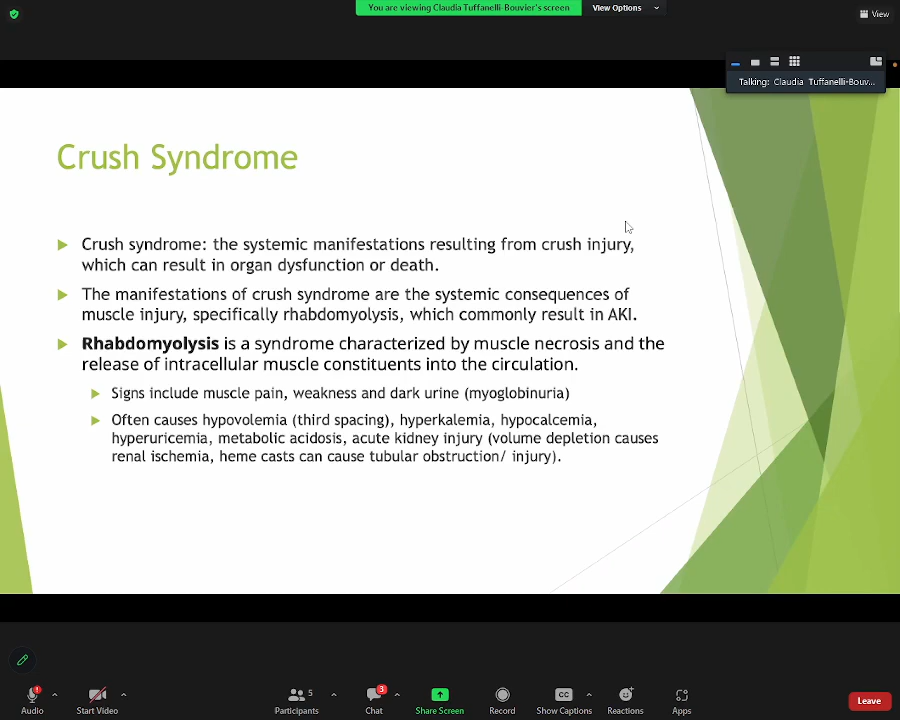 You are viewing Claudia Tuffanelli-Bouvier's screen
View Options
View
Talking: Claudia Tuffanelli-Bouv...
Crush Syndrome
Crush syndrome: the systemic manifestations resulting from crush injury,
which can result in organ dysfunction or death.
The manifestations of crush syndrome are the systemic consequences of
muscle injury, specifically rhabdomyolysis, which commonly result in AKI.
Rhabdomyolysis is a syndrome characterized by muscle necrosis and the
release of intracellular muscle constituents into the circulation.
Signs include muscle pain, weakness and dark urine (myoglobinuria)
Often causes hypovolemia (third spacing), hyperkalemia, hypocalcemia,
hyperuricemia, metabolic acidosis, acute kidney injury (volume depletion causes
renal ischemia, heme casts can cause tubular obstruction/ injury).
Audio
Start Video
5
Participants
3
Chat
Share Screen
Record
CC
Show Captions
Reactions
Apps
Leave